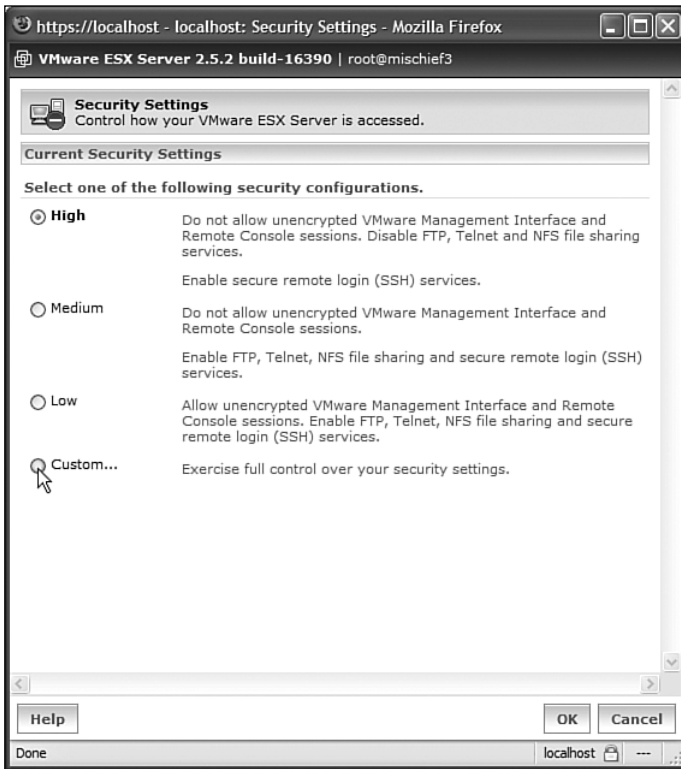 https://localhost - localhost: Security Settings - Mozilla Firefox
VMware ESX Server 2.5.2 build-16390 | root@mischief3
Security Settings
Control how your VMware ESX Server is accessed.
Current Security Settings
Select one of the following security configurations.
High
Do not allow unencrypted VMware Management Interface and
Remote Console sessions. Disable FTP, Telnet and NFS file sharing
services.
Enable secure remote login (SSH) services.
Medium
Do not allow unencrypted VMware Management Interface and
Remote Console sessions.
Enable FTP, Telnet, NFS file sharing and secure remote login (SSH)
services.
Low
Allow unencrypted VMware Management Interface and Remote
Console sessions. Enable FTP, Telnet, NFS file sharing and secure
remote login (SSH) services.
Custom...
Exercise full control over your security settings.
Help
OK
Cancel
Done
localhost
---